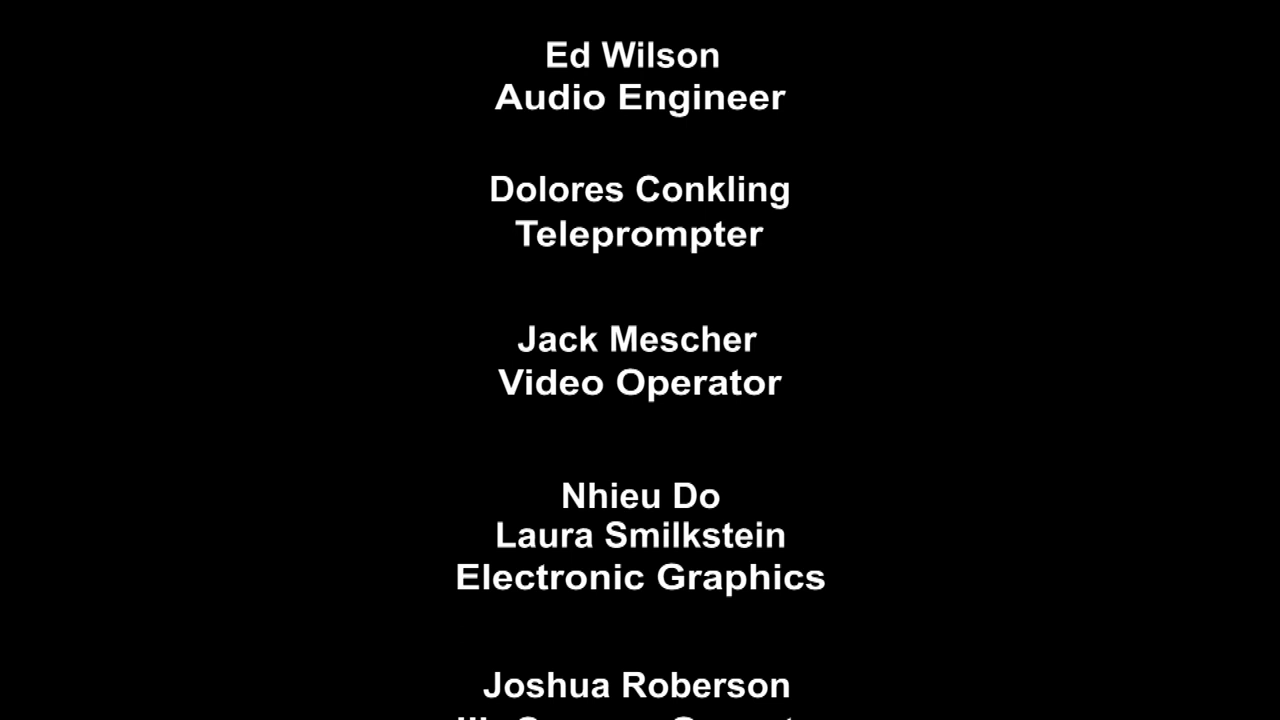 Ed Wilson
Audio Engineer
Dolores Conkling
Teleprompter
Jack Mescher
Video Operator
Nhieu Do
Laura Smilkstein
Electronic Graphics
Joshua Roberson